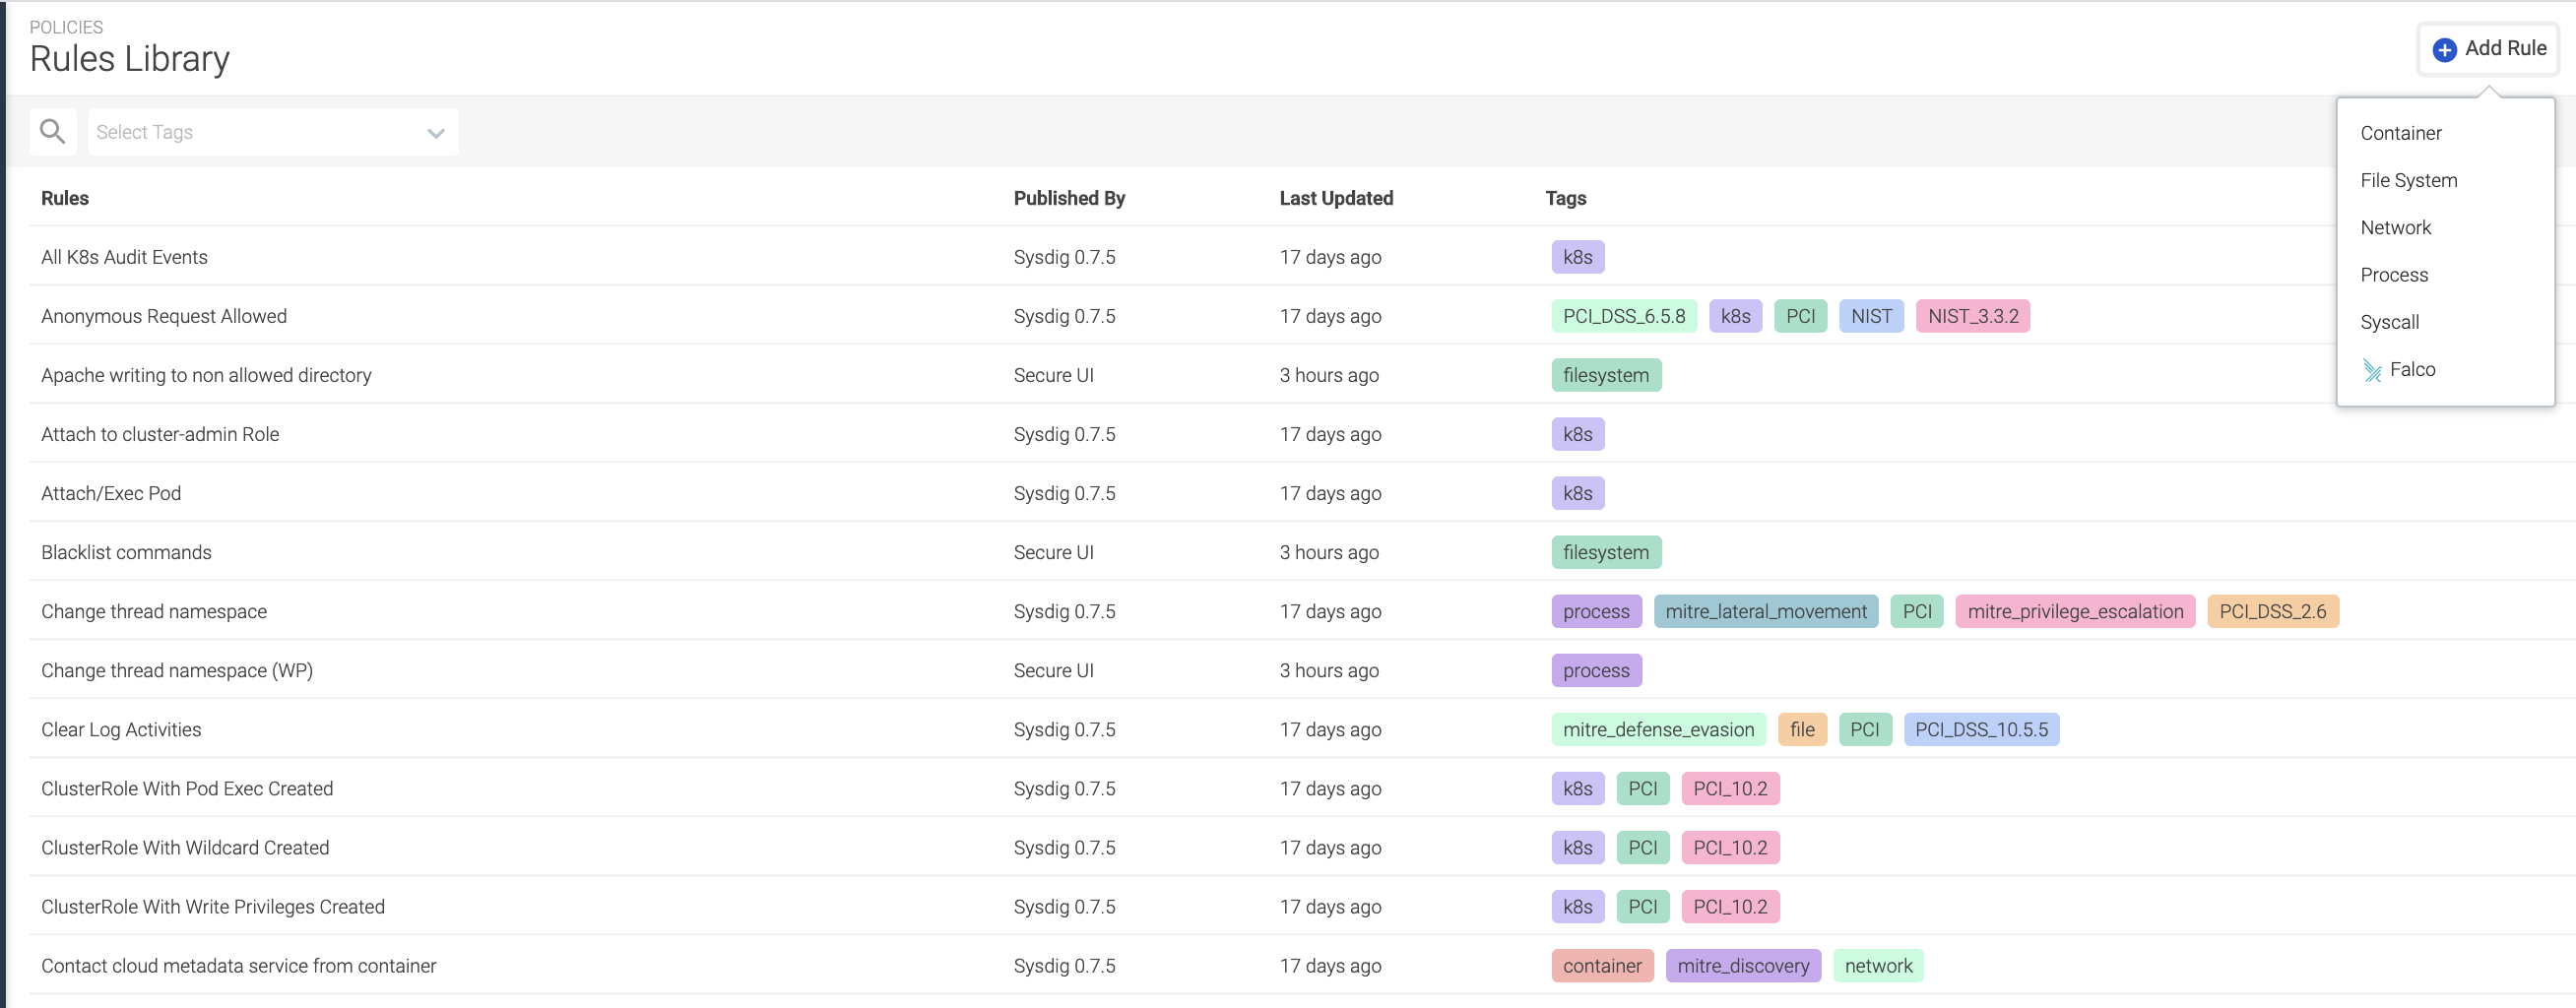 POLICIES
Rules Library
Add Rule
Select Tags
Container
File System
Network
Process
Syscall
Falco
Rules Published By Last Updated Tags
All K8s Audit Events Sysdig 0.7.5 17 days ago k8s
Anonymous Request Allowed Sysdig 0.7.5 17 days ago PCI_DSS_6.5.8 k8s PCI NIST NIST_3.3.2
Apache writing to non allowed directory Secure UI 3 hours ago filesystem
Attach to cluster-admin Role Sysdig 0.7.5 17 days ago k8s
Attach/Exec Pod Sysdig 0.7.5 17 days ago k8s
Blacklist commands Secure UI 3 hours ago filesystem
Change thread namespace Sysdig 0.7.5 17 days ago process mitre_lateral_movement PCI mitre_privilege_escalation PCI_DSS_2.6
Change thread namespace (WP) Secure UI 3 hours ago process
Clear Log Activities Sysdig 0.7.5 17 days ago mitre_defense_evasion file PCI PCI_DSS_10.5.5
ClusterRole With Pod Exec Created Sysdig 0.7.5 17 days ago k8s PCI PCI_10.2
ClusterRole With Wildcard Created Sysdig 0.7.5 17 days ago k8s PCI PCI_10.2
ClusterRole With Write Privileges Created Sysdig 0.7.5 17 days ago k8s PCI PCI_10.2
Contact cloud metadata service from container Sysdig 0.7.5 17 days ago container mitre_discovery network